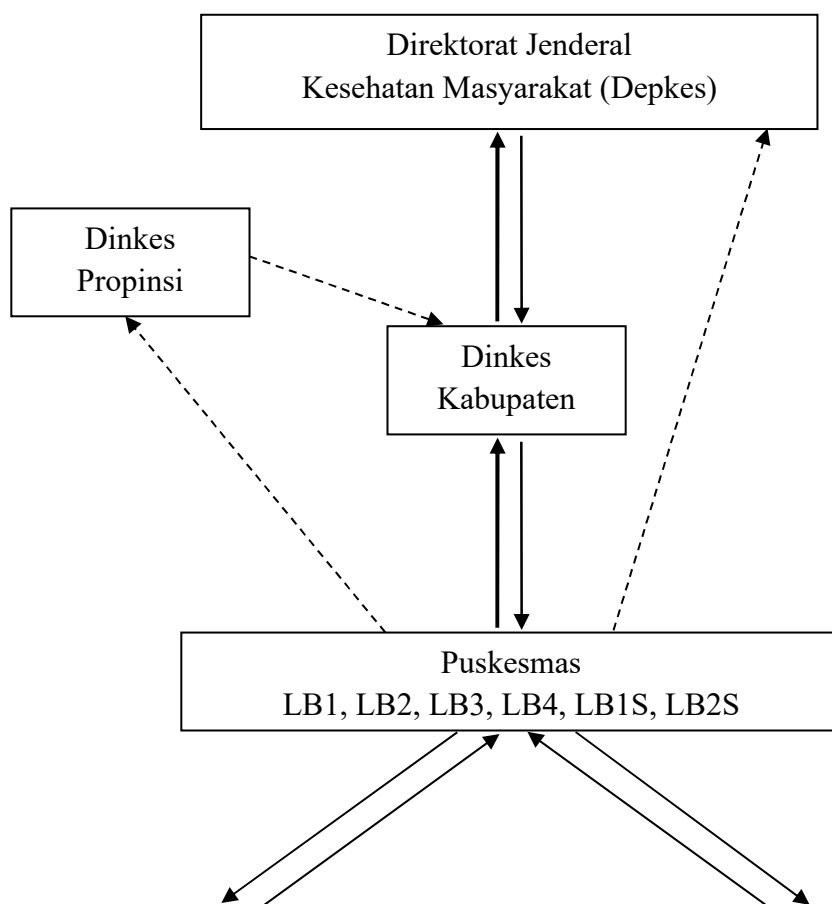 Direktorat Jenderal
Kesehatan Masyarakat (Depkes)
Dinkes
Propinsi
Dinkes
Kabupaten
Puskesmas
LB1, LB2, LB3, LB4, LB1S, LB2S